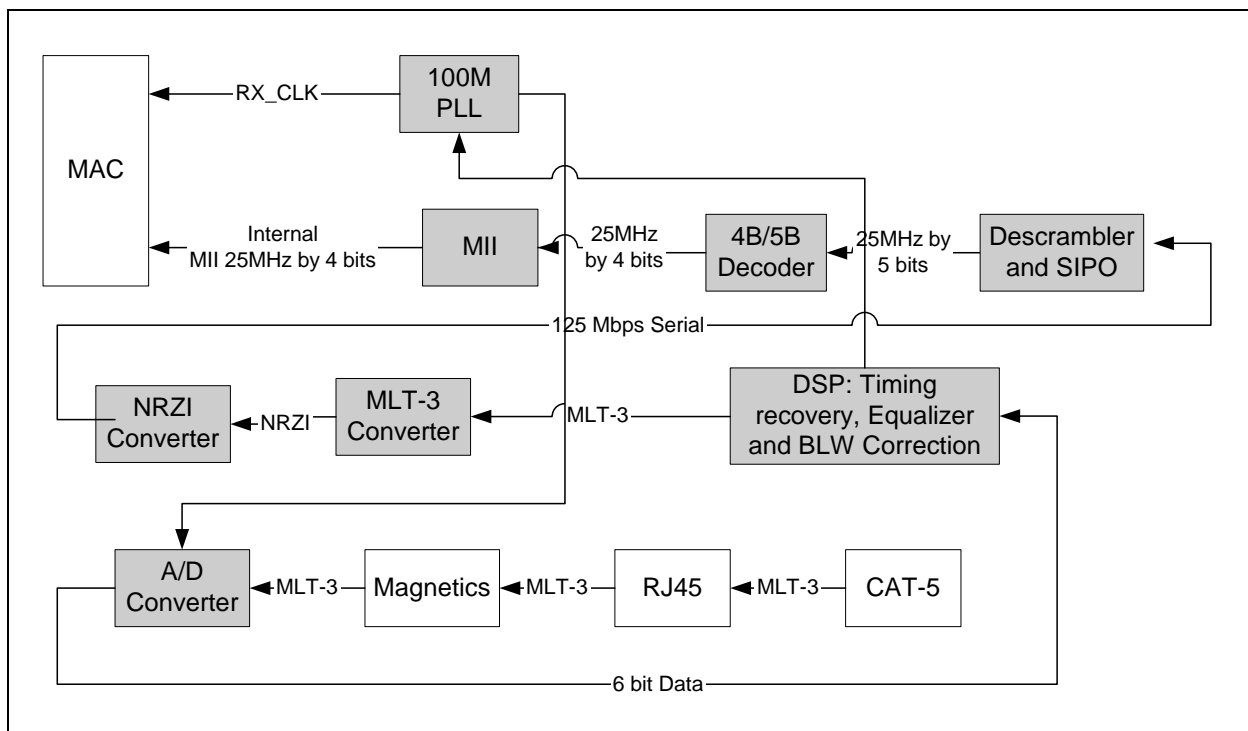 100M
PLL
RX_CLK
MAC
Internal
MII 25MHz by 4 bits
MII
25MHz
by 4 bits
4B/5B
Decoder
25MHz by
5 bits
Descrambler
and SIPO
125 Mbps Serial
NRZI
Converter
NRZI
MLT-3
Converter
MLT-3
DSP: Timing
recovery, Equalizer
and BLW Correction
A/D
Converter
MLT-3
Magnetics
MLT-3
RJ45
MLT-3
CAT-5
6 bit Data